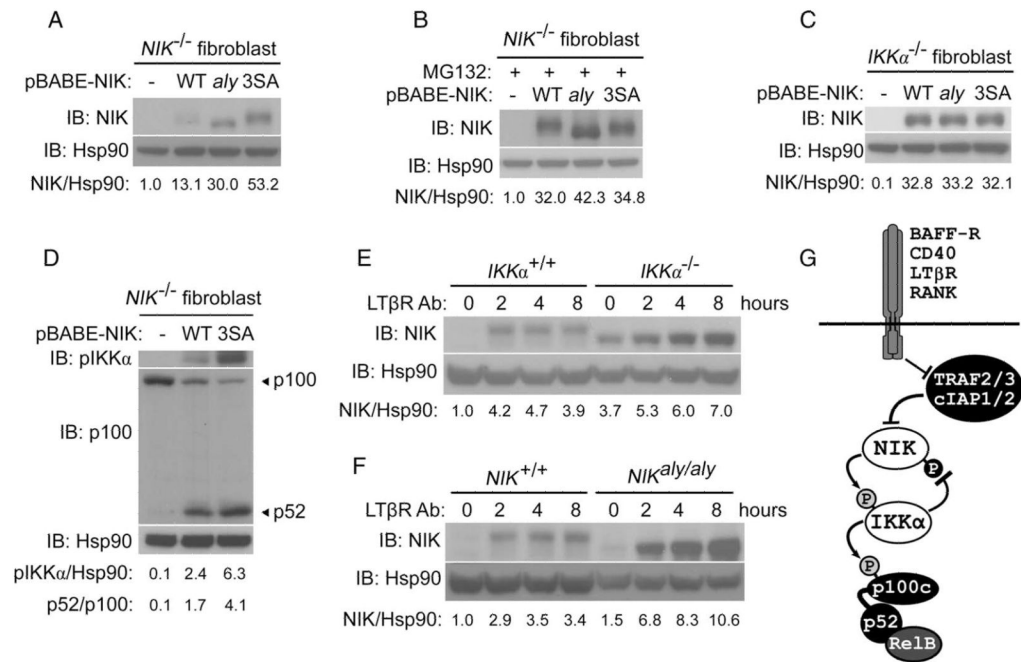 A
NIK-/- fibroblast
pBABE-NIK: - WT aly 3SA
IB: NIK
IB: Hsp90
NIK/Hsp90: 1.0 13.1 30.0 53.2
B
NIK-/- fibroblast
MG132: + + + +
pBABE-NIK: - WT aly 3SA
IB: NIK
IB: Hsp90
NIK/Hsp90: 1.0 32.0 42.3 34.8
C
IKKα-/- fibroblast
pBABE-NIK: - WT aly 3SA
IB: NIK
IB: Hsp90
NIK/Hsp90: 0.1 32.8 33.2 32.1
D
NIK-/- fibroblast
pBABE-NIK: - WT 3SA
IB: pIKKα
p100
IB: p100
p52
IB: Hsp90
pIKKα/Hsp90: 0.1 2.4 6.3
p52/p100: 0.1 1.7 4.1
E
IKKα+/+ IKKα-/-
LTβR Ab: 0 2 4 8 0 2 4 8 hours
IB: NIK
IB: Hsp90
NIK/Hsp90: 1.0 4.2 4.7 3.9 3.7 5.3 6.0 7.0
F
NIK+/+ NIKaly/aly
LTβR Ab: 0 2 4 8 0 2 4 8 hours
IB: NIK
IB: Hsp90
NIK/Hsp90: 1.0 2.9 3.5 3.4 1.5 6.8 8.3 10.6
G
BAFF-R
CD40
LTβR
RANK
TRAF2/3
cIAP1/2
NIK
P
P
IKKα
P
p100c
p52
RelB